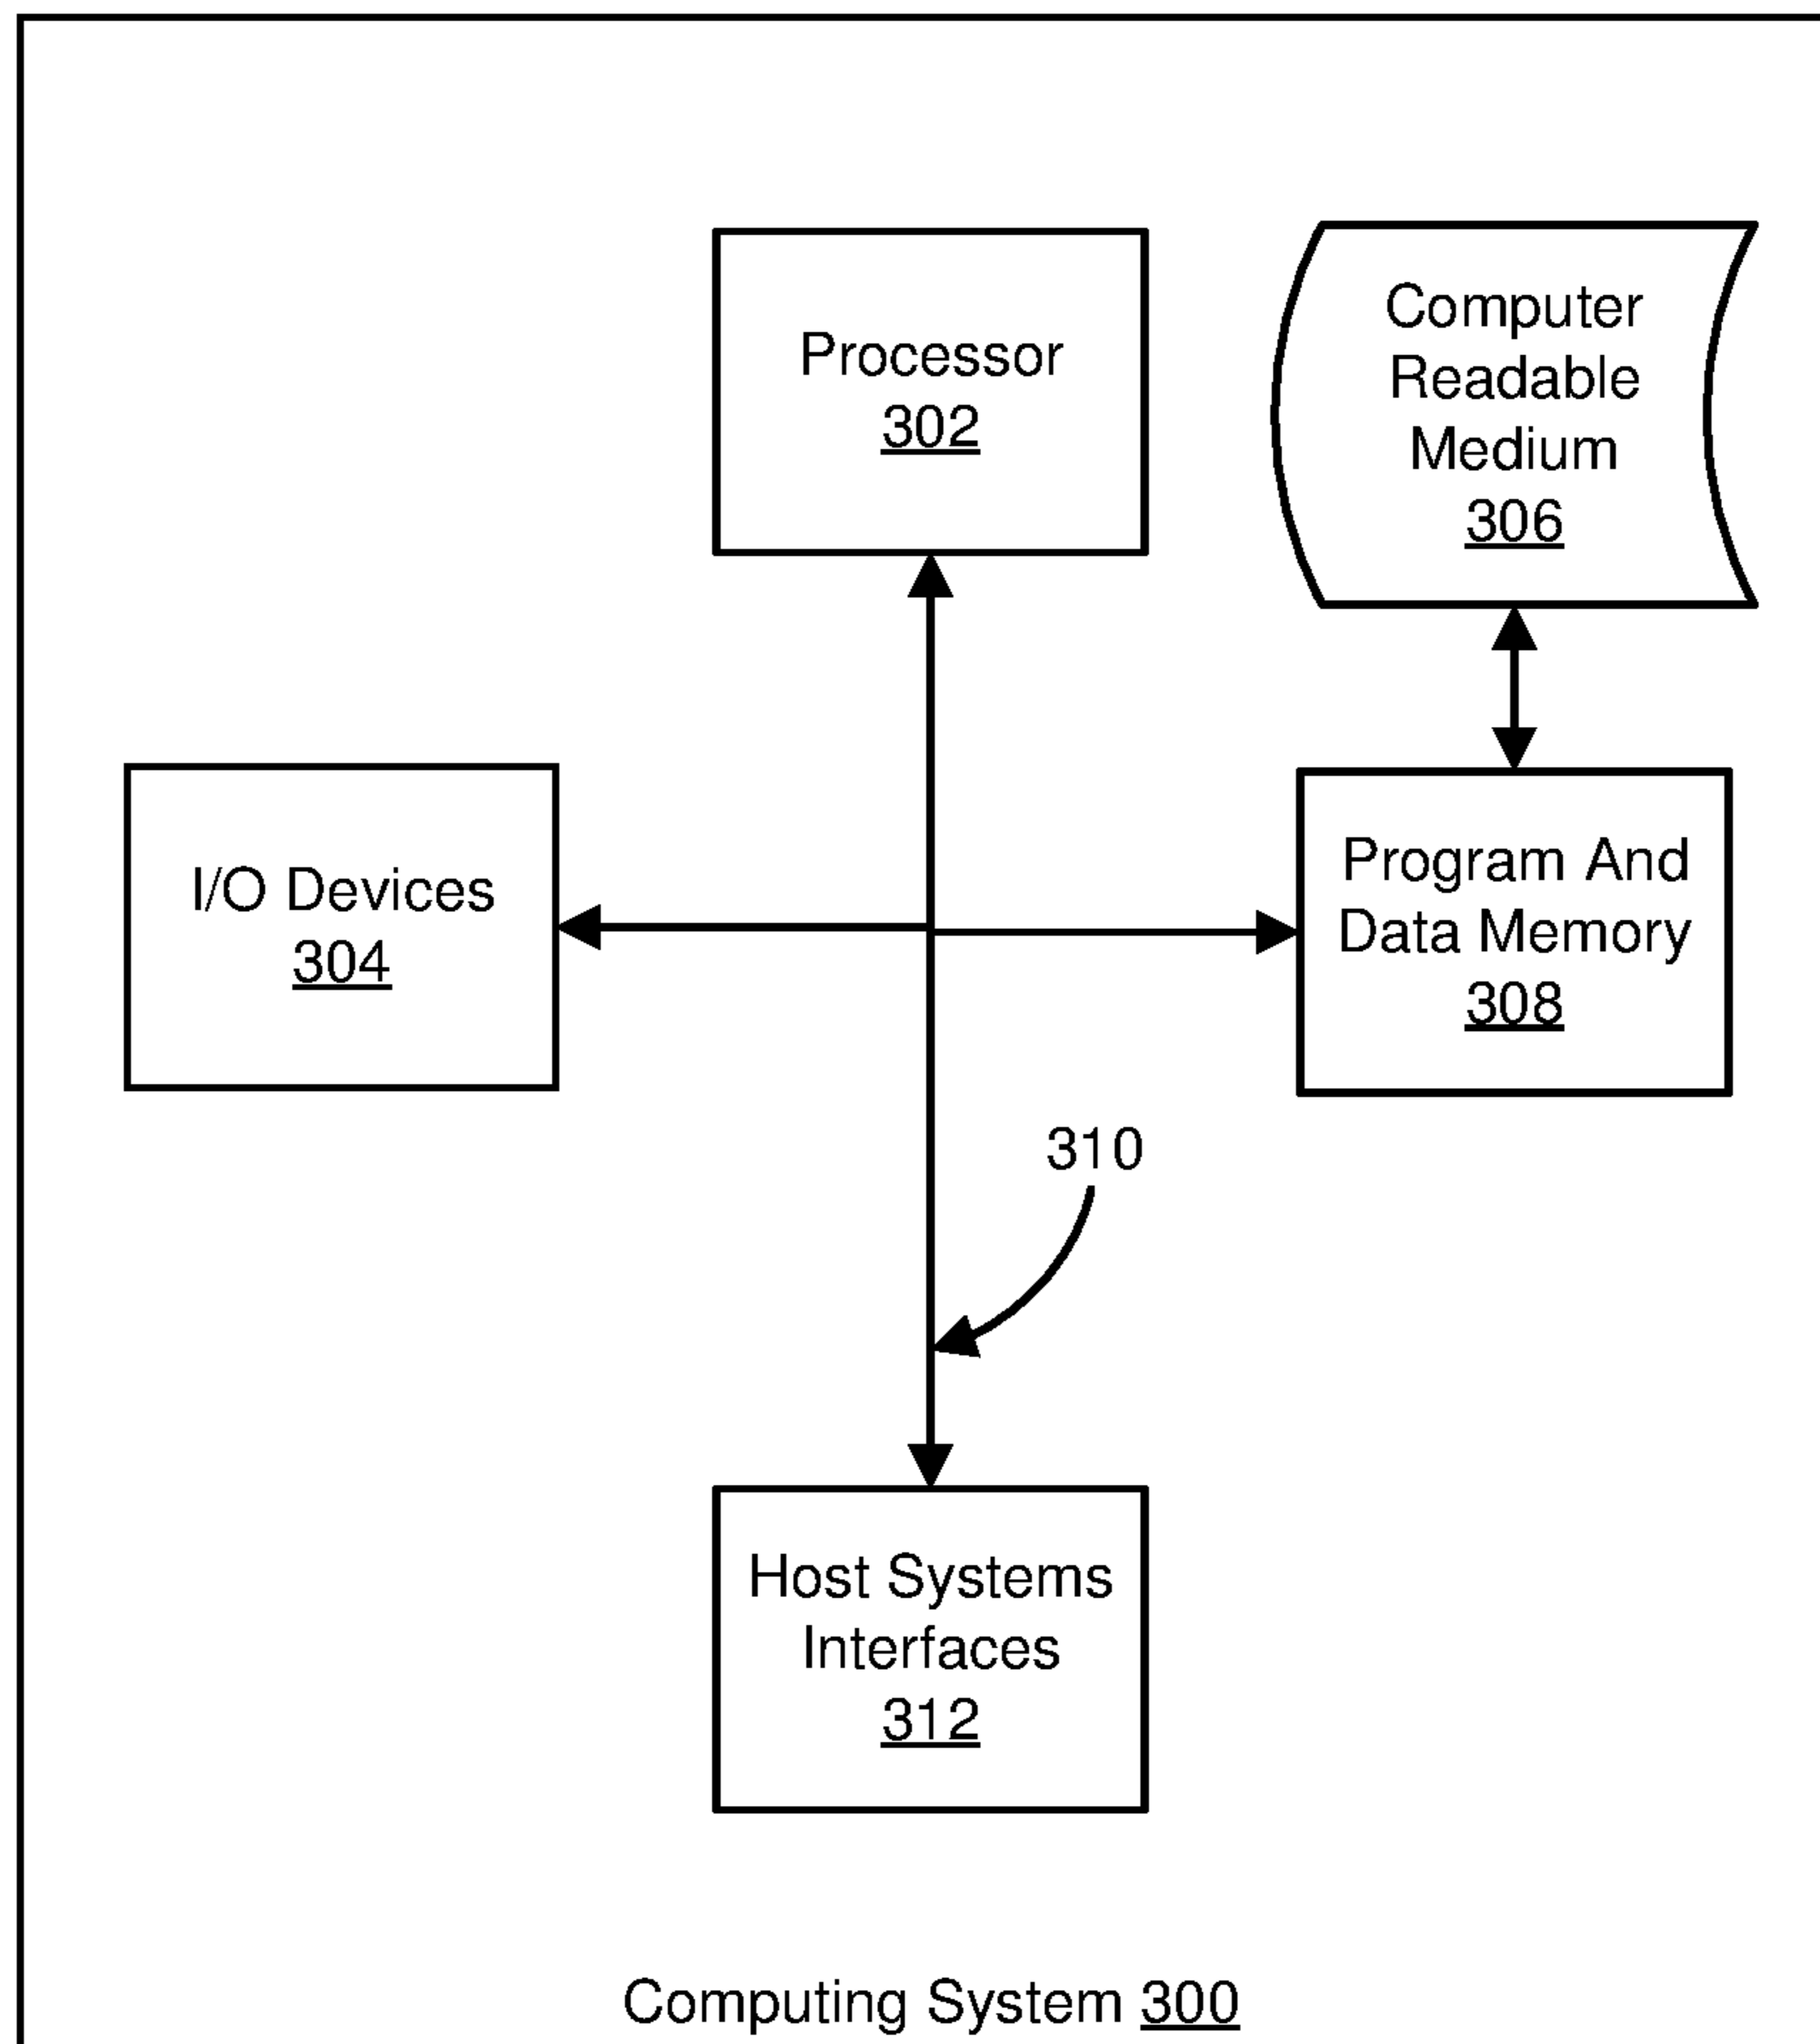 Processor
302
Computer
Readable
Medium
306
I/O Devices
304
Program And
Data Memory
308
310
Host Systems
Interfaces
312
Computing System 300